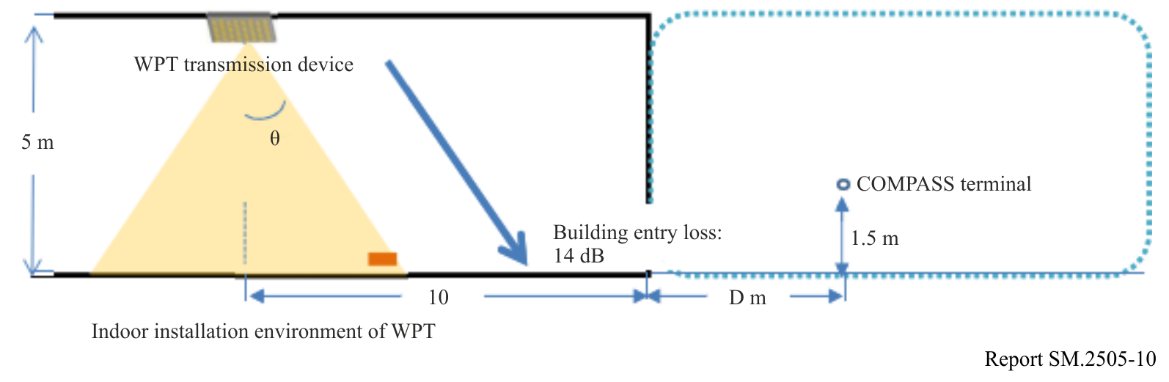 WPT transmission device
θ
5 m
COMPASS terminal
Building entry loss:
14 dB
1.5 m
10
D m
Indoor installation environment of WPT
Report SM.2505-10